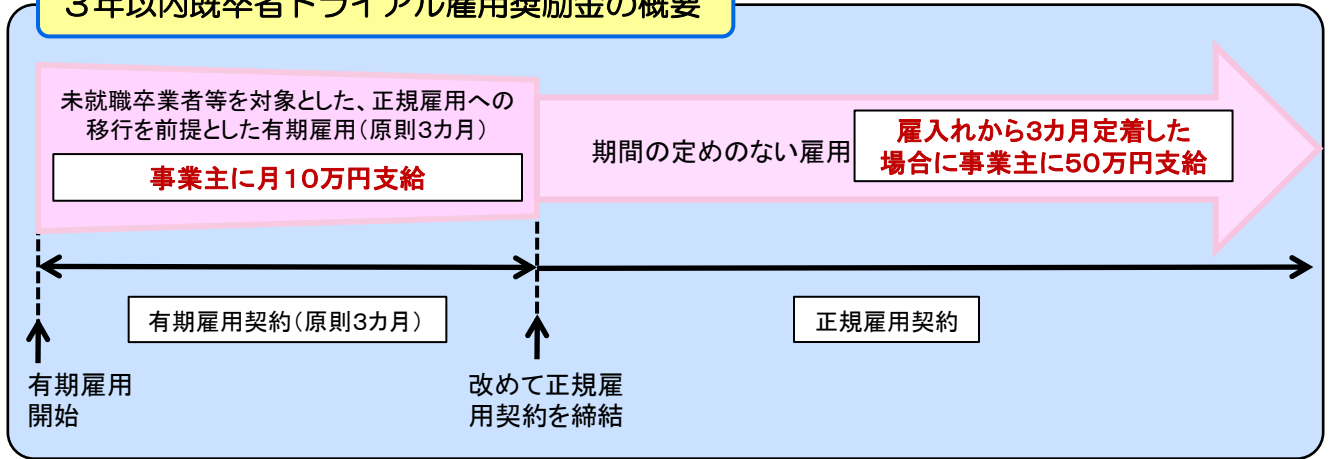 3年以内既卒者トライアル雇用奨励金の概要
未就職卒業者等を対象とした、正規雇用への
移行を前提とした有期雇用(原則3カ月)
事業主に月10万円支給
期間の定めのない雇用
雇入れから3カ月定着した
場合に事業主に50万円支給
有期雇用契約(原則3カ月)
正規雇用契約
有期雇用
開始
改めて正規雇
用契約を締結